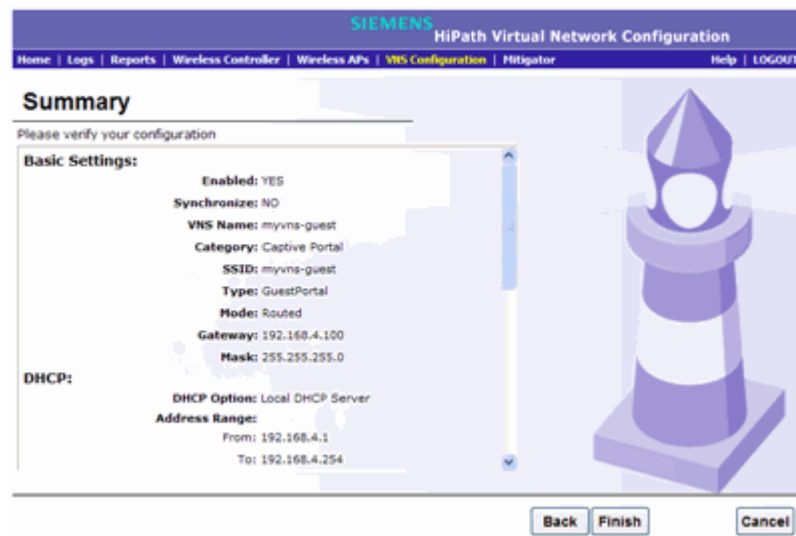 SIEMENS
HiPath Virtual Network Configuration
Home | Logs | Reports | Wireless Controller | Wireless APs | VNS Configuration | Mitigator Help | LOGOUT
Summary
Please verify your configuration
Basic Settings:
Enabled: YES
Synchronize: NO
VNS Name: myvns-guest
Category: Captive Portal
SSID: myvns-guest
Type: GuestPortal
Mode: Routed
Gateway: 192.168.4.100
Mask: 255.255.255.0
DHCP:
DHCP Option: Local DHCP Server
Address Range:
From: 192.168.4.1
To: 192.168.4.254
Back Finish Cancel